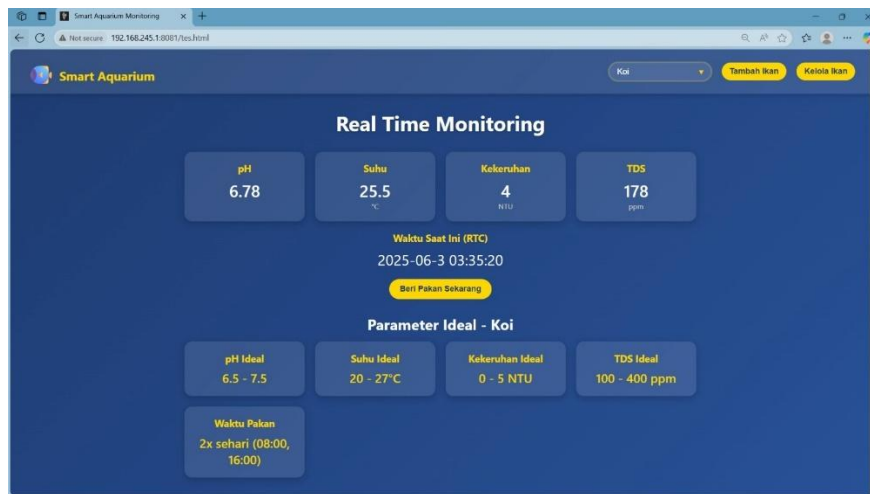 Smart Aquarium Monitoring
Not secure 192.168.245.1:8081/tes.html
Smart Aquarium
Koi
Tambah Ikan
Kelola Ikan
Real Time Monitoring
pH
6.78
Suhu
25.5
°C
Kekeruhan
4
NTU
TDS
178
ppm
Waktu Saat Ini (RTC)
2025-06-3 03:35:20
Beri Pakan Sekarang
Parameter Ideal - Koi
pH Ideal
6.5 - 7.5
Suhu Ideal
20 - 27°C
Kekeruhan Ideal
0 - 5 NTU
TDS Ideal
100 - 400 ppm
Waktu Pakan
2x sehari (08:00,
16:00)